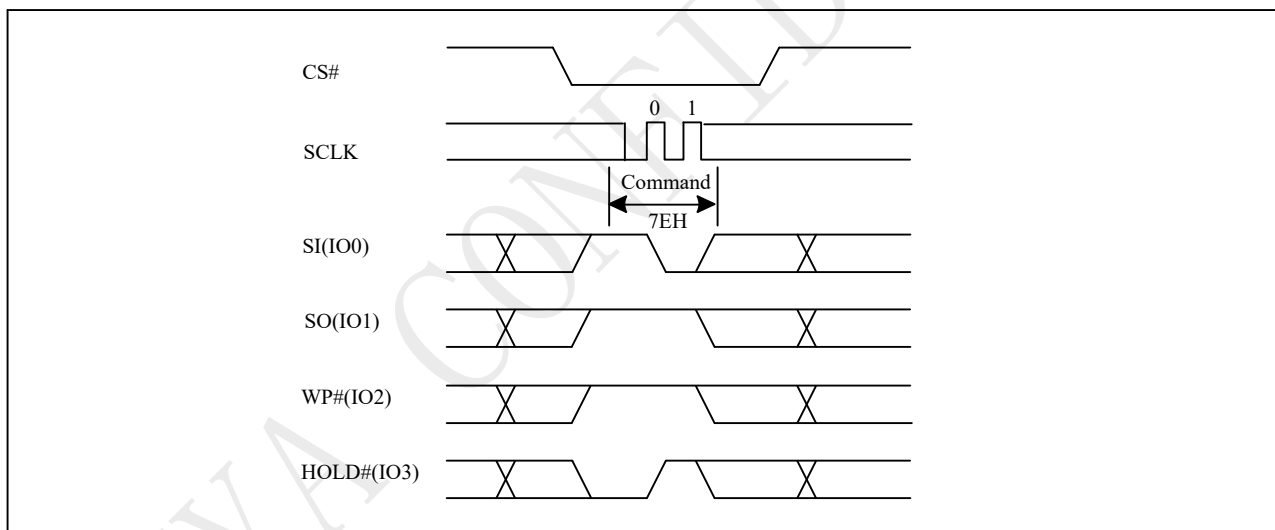 CS#
0 1
SCLK
Command
7EH
SI(IO0)
SO(IO1)
WP#(IO2)
HOLD#(IO3)